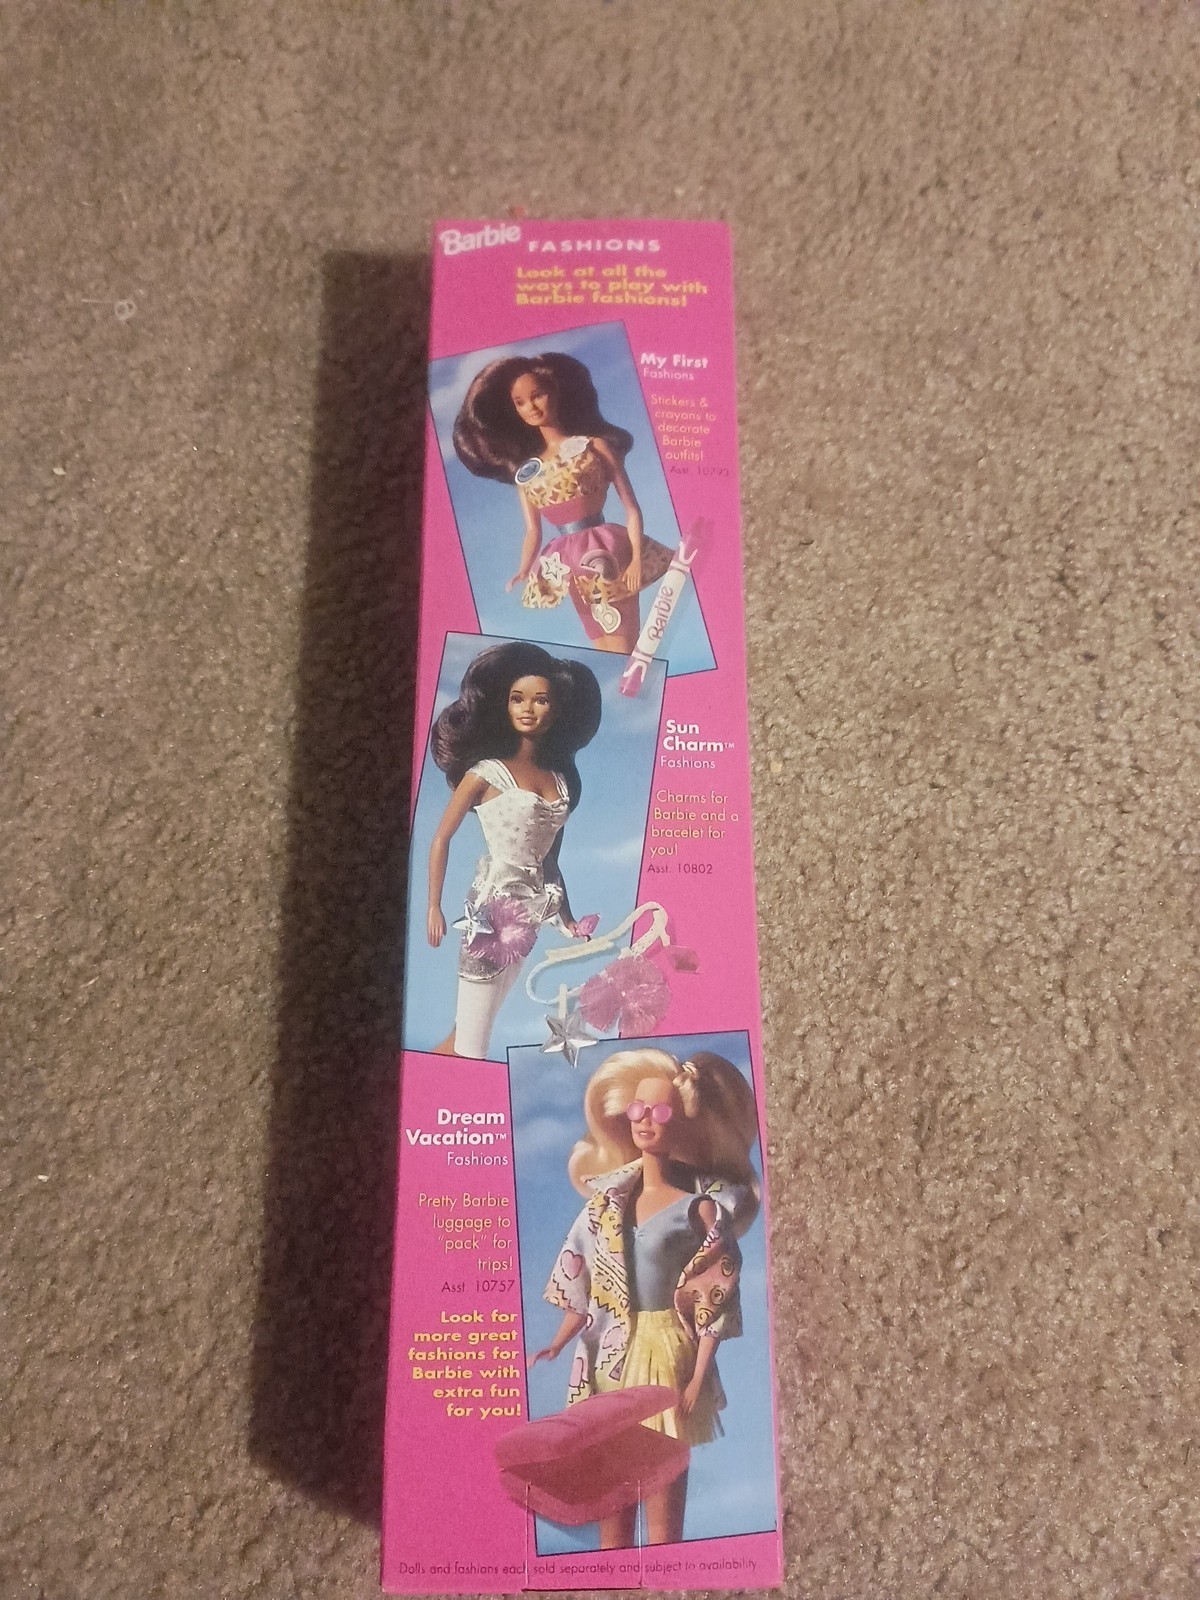 Barbie FASHIONS
Look at all the
ways to play with
Barbie fashions!
My First
Fashions
Stickers &
crayons to
decorate
Barbie
outfits!
Asst. 10793
Barbie
Sun
Charm™
Fashions
Charms for
Barbie and a
bracelet for
you!
Asst. 10802
Dream
Vacation™
Fashions
Pretty Barbie
luggage to
"pack" for
trips!
Asst. 10757
Look for
more great
fashions for
Barbie with
extra fun
for you!
Dolls and fashions each sold separately and subject to availability.